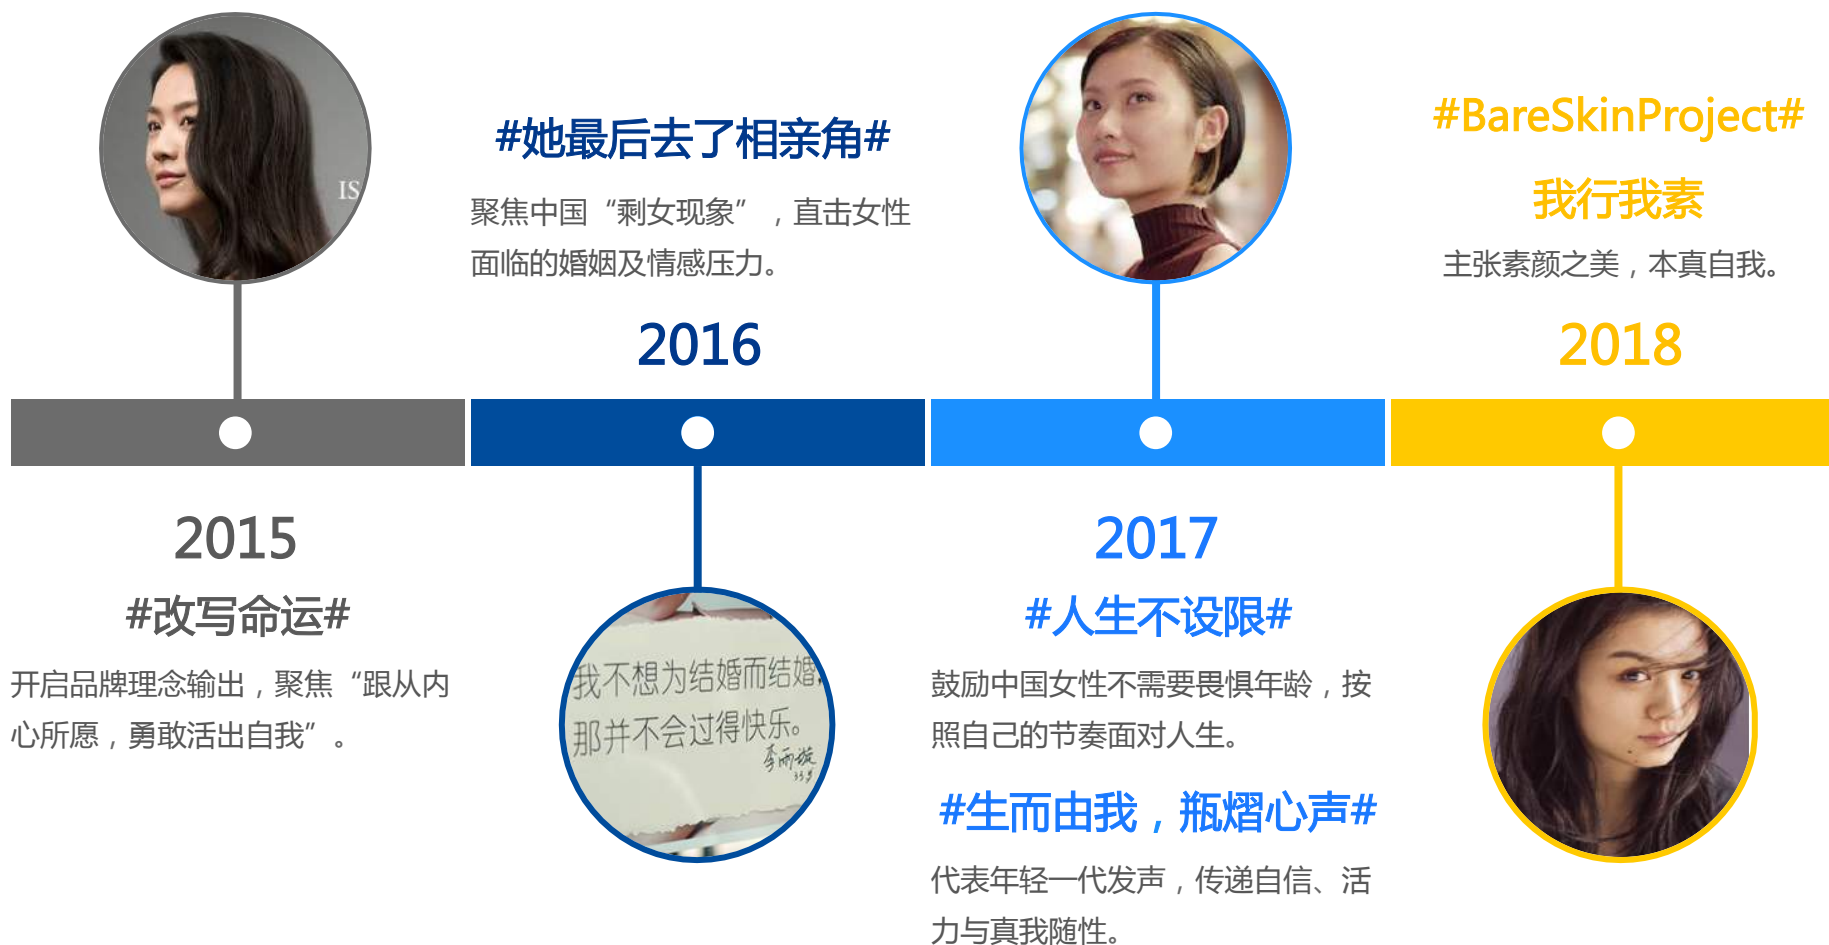 IS
2015
#改写命运#
开启品牌理念输出，聚焦“跟从内
心所愿，勇敢活出自我”。
#她最后去了相亲角#
聚焦中国“剩女现象”，直击女性
面临的婚姻及情感压力。
2016
我不想为结婚而结婚,
那并不会过得快乐。
李雨璇
33岁
2017
#人生不设限#
鼓励中国女性不需要畏惧年龄，按
照自己的节奏面对人生。
#生而由我，瓶熠心声#
代表年轻一代发声，传递自信、活
力与真我随性。
#BareSkinProject#
我行我素
主张素颜之美，本真自我。
2018